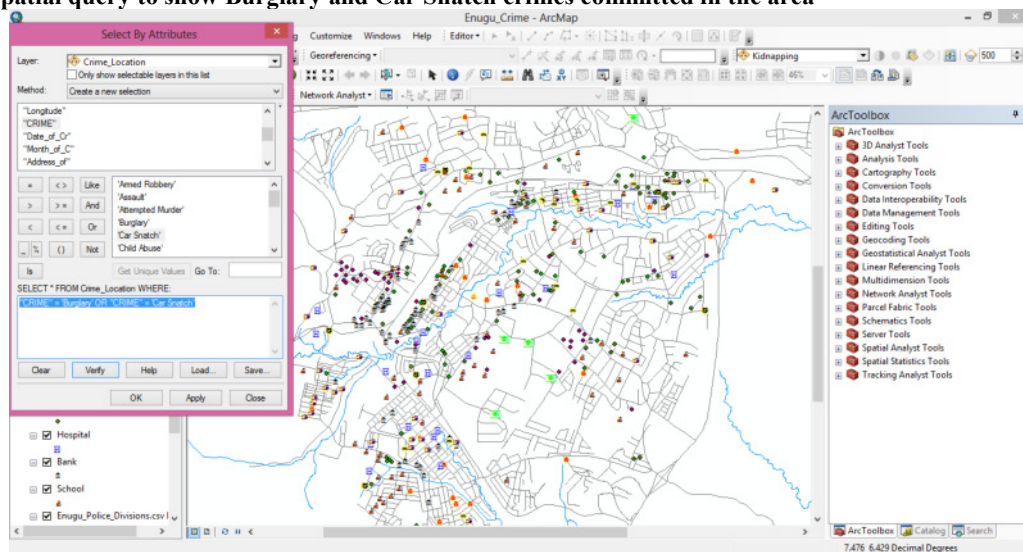 patial query to show Burglary and Car Snatch crimes committed in the area
Enugu_Crime - ArcMap
Select By Attributes
Customize Windows Help Editor
Layer: Crime_Location
Georeferencing
Kidnapping
500
Only show selectable layers in this list
Method: Create a new selection
46%
Network Analyst
"Longitude"
"CRIME"
"Date_of_Cr"
"Month_of_C"
"Address_of"
= < > Like
> > = And
< < = Or
_ % ( ) Not
Is
'Armed Robbery'
'Assault'
'Attempted Murder'
'Burglary'
'Car Snatch'
'Child Abuse'
Get Unique Values Go To:
SELECT * FROM Crime_Location WHERE:
"CRIME" = 'Burglary' OR "CRIME" = 'Car Snatch'
Clear Verify Help Load... Save...
OK Apply Close
Hospital
Bank
School
Enugu_Police_Divisions.csv
ArcToolbox
ArcToolbox
3D Analyst Tools
Analysis Tools
Cartography Tools
Conversion Tools
Data Interoperability Tools
Data Management Tools
Editing Tools
Geocoding Tools
Geostatistical Analyst Tools
Linear Referencing Tools
Multidimension Tools
Network Analyst Tools
Parcel Fabric Tools
Schematics Tools
Server Tools
Spatial Analyst Tools
Spatial Statistics Tools
Tracking Analyst Tools
ArcToolbox Catalog Search
7.476 6.429 Decimal Degrees